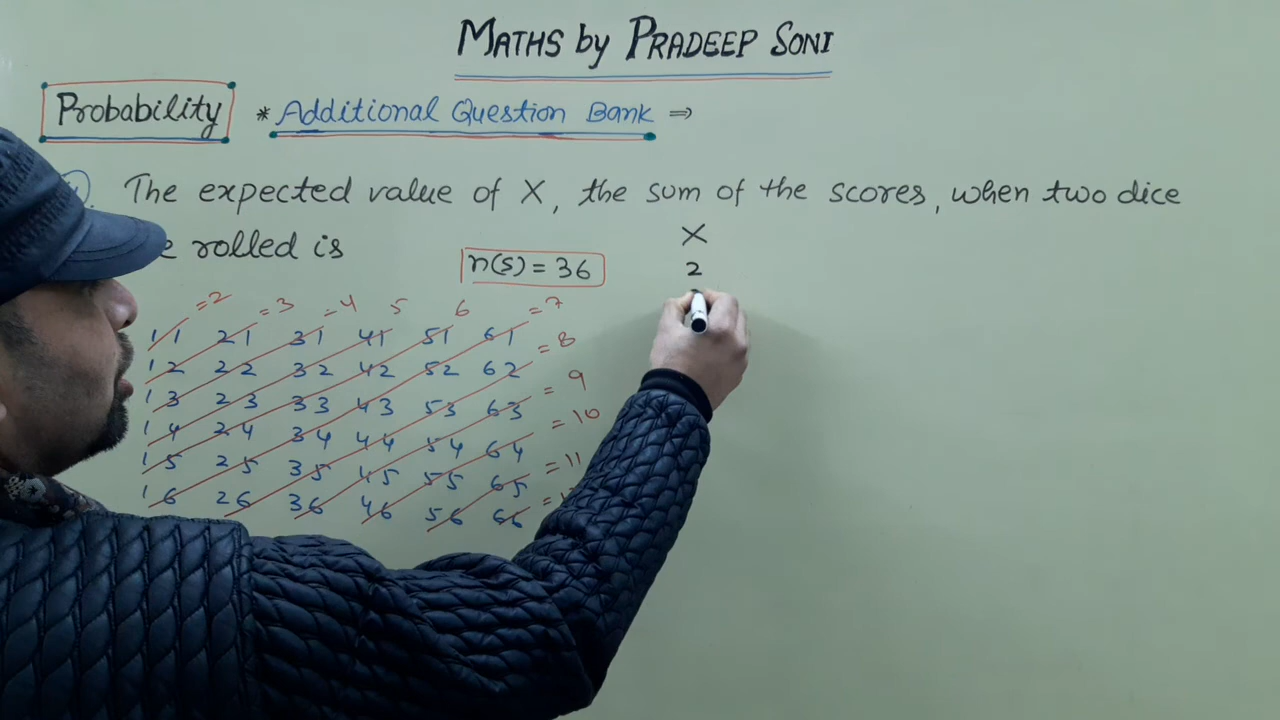 MATHS by PRADEEP SONI
Probability * Additional Question Bank ⇒
The expected value of X, the sum of the scores, when two dice
rolled is
n(s) = 36
X
2
=2 =3 =4 5 6 =7
11 21 31 41 51 61
=8
12 22 32 42 52 62
=9
13 23 33 43 53 63
=10
14 24 34 44 54 64
=11
15 25 35 45 55 65
16 26 36 46 56 66